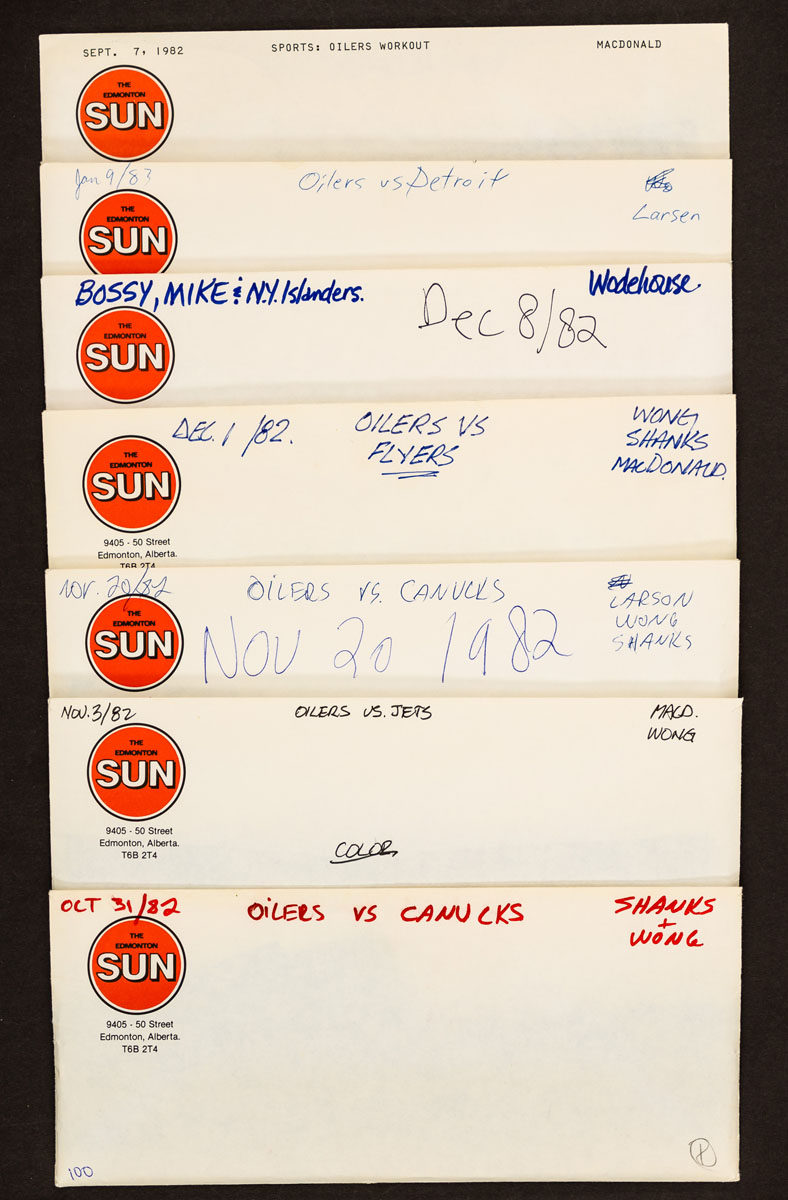 SEPT. 7, 1982 SPORTS: OILERS WORKOUT MACDONALD
THE
EDMONTON
SUN
Jan 9/83 Oilers vs Detroit
Larsen
THE
EDMONTON
SUN
BOSSY, MIKE & N.Y. Islanders. Wodehouse.
Dec 8/82
THE
EDMONTON
SUN
DEC. 1/82. OILERS VS FLYERS
WONG
SHANKS
MACDONALD.
THE
EDMONTON
SUN
9405 - 50 Street
Edmonton, Alberta.
T6B 2T4
NOV. 20/82 OILERS VS. CANUCKS
LARSON
WONG
SHANKS
NOV 20 1982
THE
EDMONTON
SUN
NOV. 3/82 OILERS VS. JETS MACD.
WONG
THE
EDMONTON
SUN
9405 - 50 Street
Edmonton, Alberta.
T6B 2T4
COLOR
OCT 31/82 OILERS VS CANUCKS SHANKS
+
WONG
THE
EDMONTON
SUN
9405 - 50 Street
Edmonton, Alberta.
T6B 2T4
100